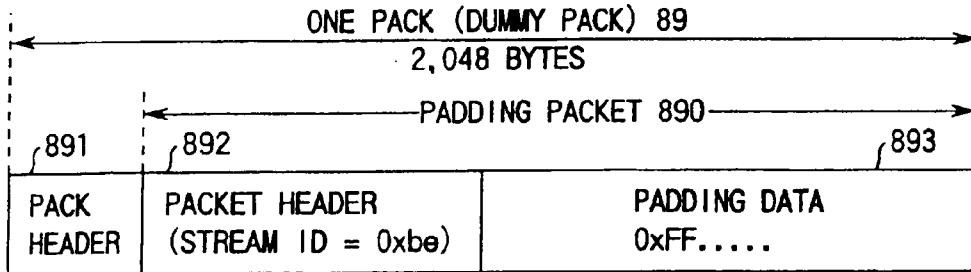 ONE PACK (DUMMY PACK) 89
2,048 BYTES
PADDING PACKET 890
891
892
893
PACK
HEADER
PACKET HEADER
(STREAM ID = 0xbe)
PADDING DATA
0xFF.....